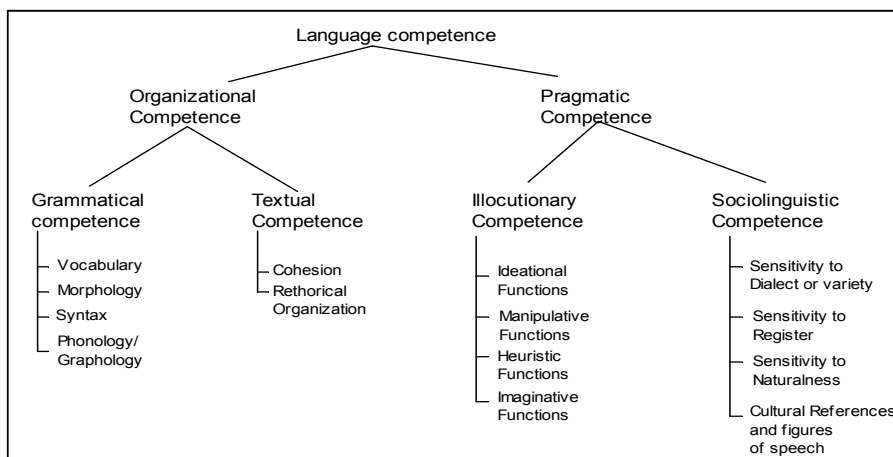 Language competence
Organizational
Competence
Pragmatic
Competence
Grammatical
competence
Vocabulary
Morphology
Syntax
Phonology/
Graphology
Textual
Competence
Cohesion
Rethorical
Organization
Illocutionary
Competence
Ideational
Functions
Manipulative
Functions
Heuristic
Functions
Imaginative
Functions
Sociolinguistic
Competence
Sensitivity to
Dialect or variety
Sensitivity to
Register
Sensitivity to
Naturalness
Cultural References
and figures
of speech